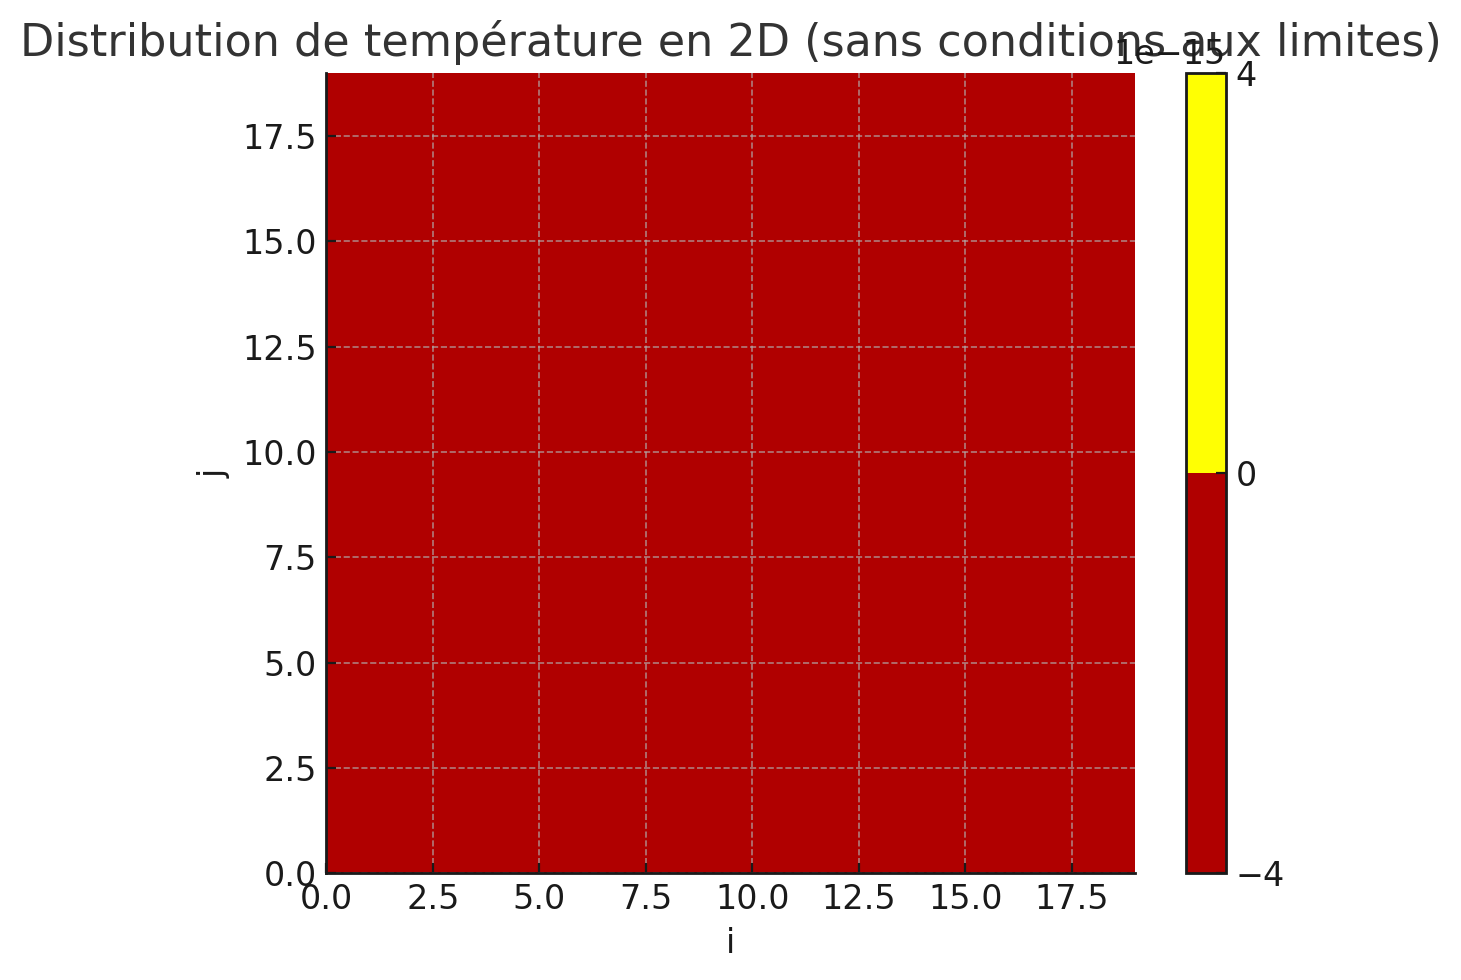 Distribution de température en 2D (sans conditions aux limites)
1e−15
4
0
−4
17.5
15.0
12.5
10.0
7.5
5.0
2.5
0.0
j
0.0 2.5 5.0 7.5 10.0 12.5 15.0 17.5
i